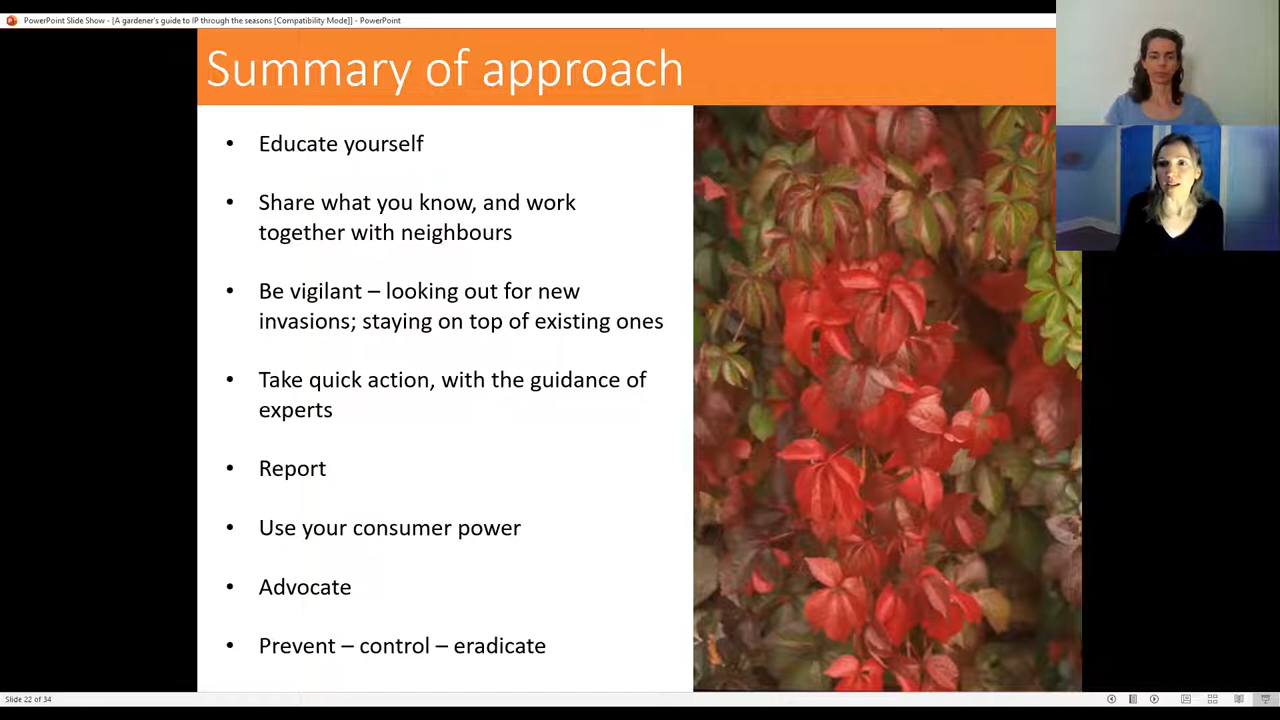 PowerPoint Slide Show - [A gardener's guide to IP through the seasons [Compatibility Mode]] - PowerPoint
Summary of approach
• Educate yourself
• Share what you know, and work
together with neighbours
• Be vigilant – looking out for new
invasions; staying on top of existing ones
• Take quick action, with the guidance of
experts
• Report
• Use your consumer power
• Advocate
• Prevent – control – eradicate
Slide 22 of 34